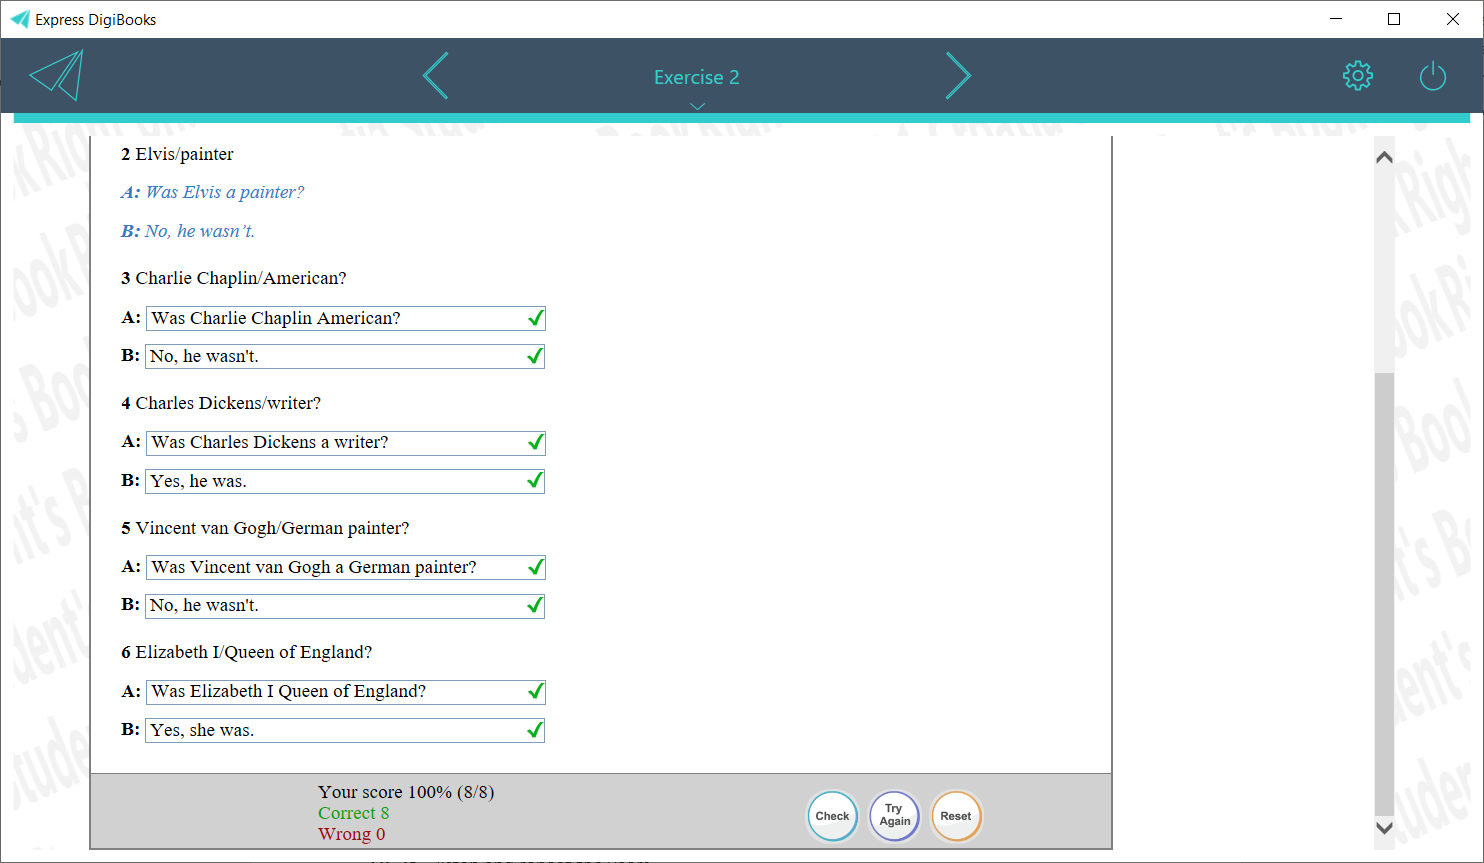 Express DigiBooks
Exercise 2
2 Elvis/painter
A: Was Elvis a painter?
B: No, he wasn’t.
3 Charlie Chaplin/American?
A: Was Charlie Chaplin American?
B: No, he wasn't.
4 Charles Dickens/writer?
A: Was Charles Dickens a writer?
B: Yes, he was.
5 Vincent van Gogh/German painter?
A: Was Vincent van Gogh a German painter?
B: No, he wasn't.
6 Elizabeth I/Queen of England?
A: Was Elizabeth I Queen of England?
B: Yes, she was.
Your score 100% (8/8)
Correct 8
Wrong 0
Check
Try Again
Reset